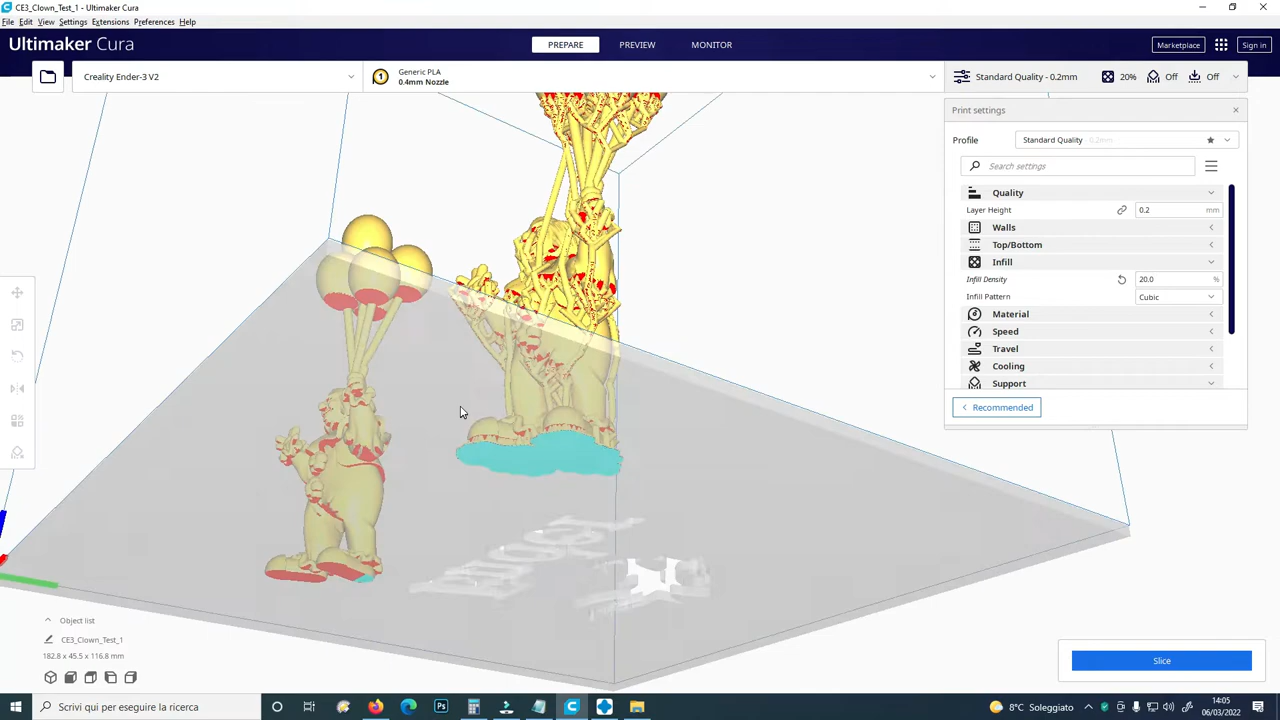 CE3_Clown_Test_1 - Ultimaker Cura
File Edit View Settings Extensions Preferences Help
Ultimaker Cura
PREPARE
PREVIEW
MONITOR
Marketplace
Sign in
Creality Ender-3 V2
1
Generic PLA
0.4mm Nozzle
Standard Quality - 0.2mm
20%
Off
Off
Print settings
Profile
Standard Quality - 0.2mm
Search settings
Quality
Layer Height
0.2
mm
Walls
Top/Bottom
Infill
Infill Density
20.0
%
Infill Pattern
Cubic
Material
Speed
Travel
Cooling
Support
Recommended
Object list
CE3_Clown_Test_1
182.8 x 45.5 x 116.8 mm
Slice
Scrivi qui per eseguire la ricerca
Ps
8°C Soleggiato
14:05
06/03/2022